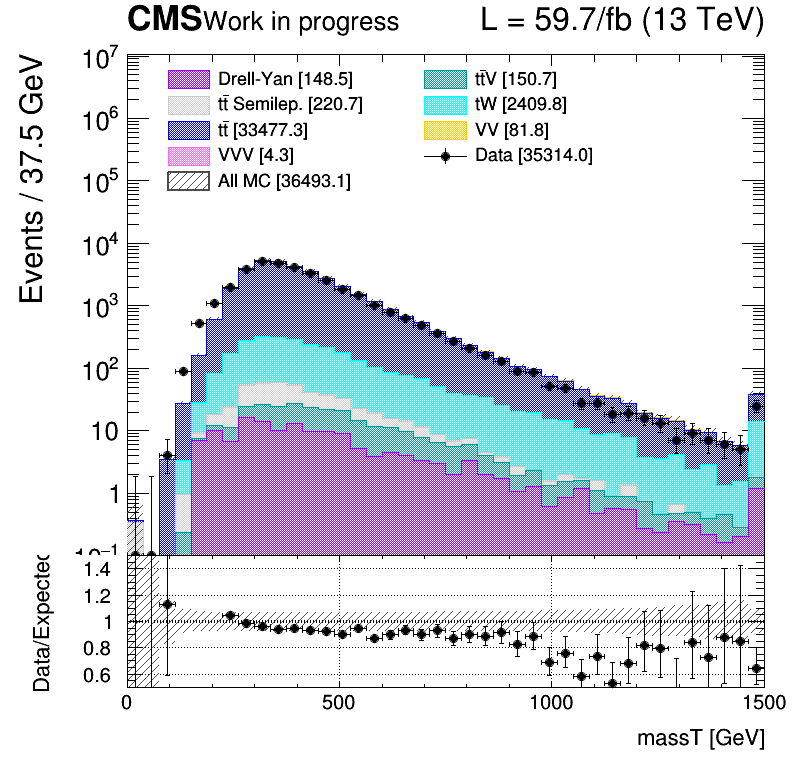 CMS Work in progress L = 59.7/fb (13 TeV)
Events / 37.5 GeV
10⁷
10⁶
10⁵
10⁴
10³
10²
10
1
10⁻¹
Drell-Yan [148.5]
tt̄ Semilep. [220.7]
tt̄ [33477.3]
VVV [4.3]
All MC [36493.1]
tt̄V [150.7]
tW [2409.8]
VV [81.8]
Data [35314.0]
Data/Expected
1.4
1.2
1
0.8
0.6
0 500 1000 1500
massT [GeV]